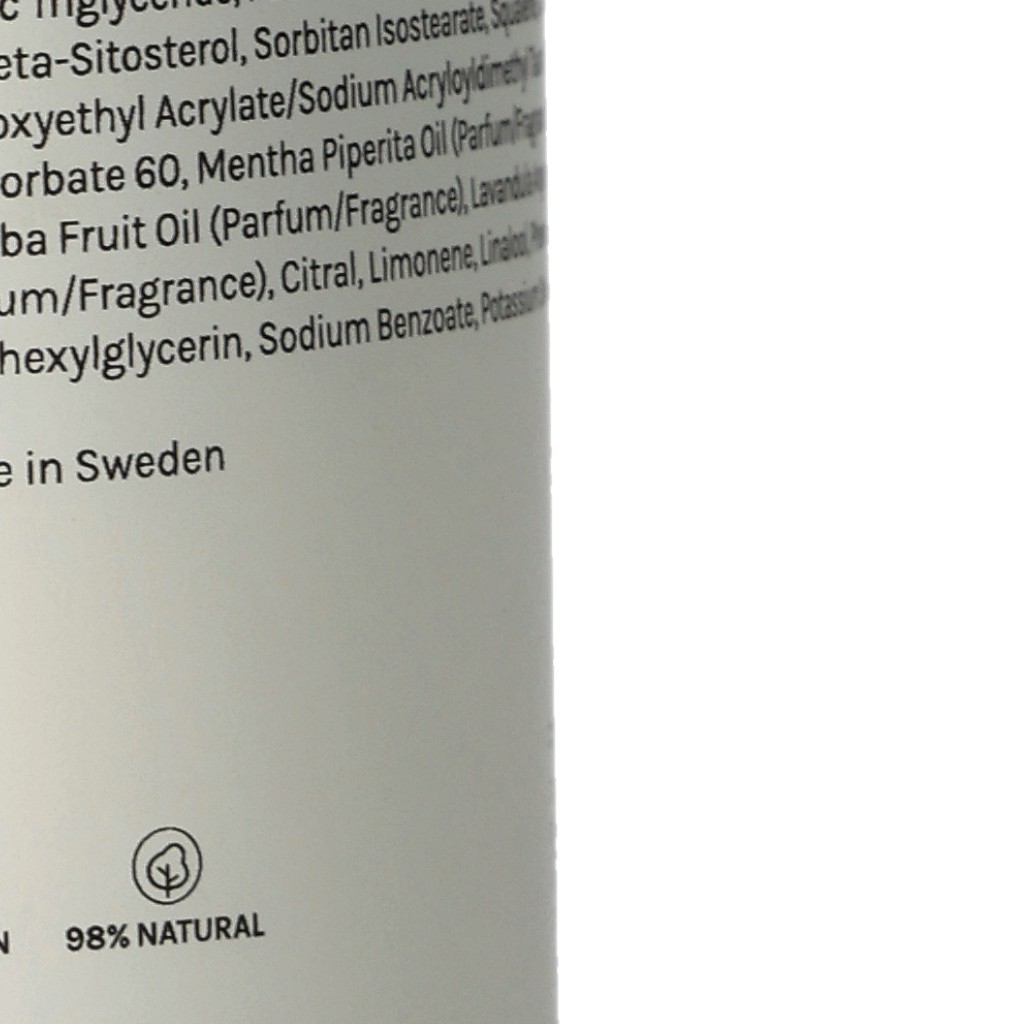 eta-Sitosterol, Sorbitan Isostearate,
oxyethyl Acrylate/Sodium Acryloyldimethyl
orbate 60, Mentha Piperita Oil (Parfum/
ba Fruit Oil (Parfum/Fragrance),
um/Fragrance), Citral, Limonene, Linalool,
hexylglycerin, Sodium Benzoate, Potassium
e in Sweden
N 98% NATURAL